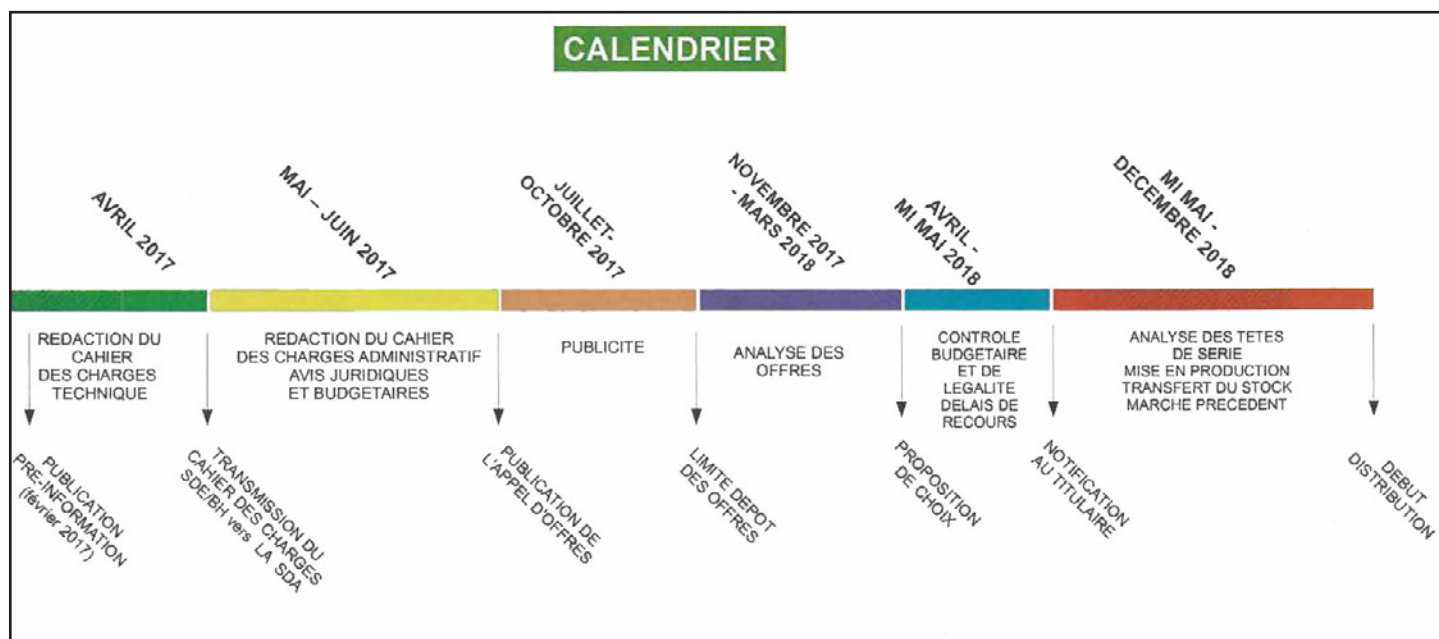 CALENDRIER
AVRIL 2017
MAI – JUIN 2017
JUILLET-
OCTOBRE 2017
NOVEMBRE 2017
- MARS 2018
AVRIL -
MI MAI 2018
MI MAI -
DECEMBRE 2018
REDACTION DU
CAHIER
DES CHARGES
TECHNIQUE
REDACTION DU CAHIER
DES CHARGES ADMINISTRATIF
AVIS JURIDIQUES
ET BUDGETAIRES
PUBLICITE
ANALYSE DES
OFFRES
CONTROLE
BUDGETAIRE
ET DE
LEGALITE
DELAIS DE
RECOURS
ANALYSE DES TETES
DE SERIE
MISE EN PRODUCTION
TRANSFERT DU STOCK
MARCHE PRECEDENT
PUBLICATION
PRE-INFORMATION
(février 2017)
TRANSMISSION DU
CAHIER DES CHARGES
SDE/BH vers LA SDA
PUBLICATION DE
L'APPEL D'OFFRES
LIMITE DEPOT
DES OFFRES
PROPOSITION
DE CHOIX
NOTIFICATION
AU TITULAIRE
DEBUT
DISTRIBUTION